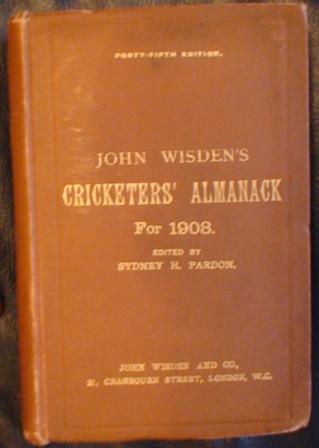 FORTY-FIFTH EDITION.
JOHN WISDEN'S
CRICKETERS' ALMANACK
For 1908.
EDITED BY
SYDNEY H. PARDON.
JOHN WISDEN AND CO,
21, CRANBOURN STREET, LONDON, W.C.